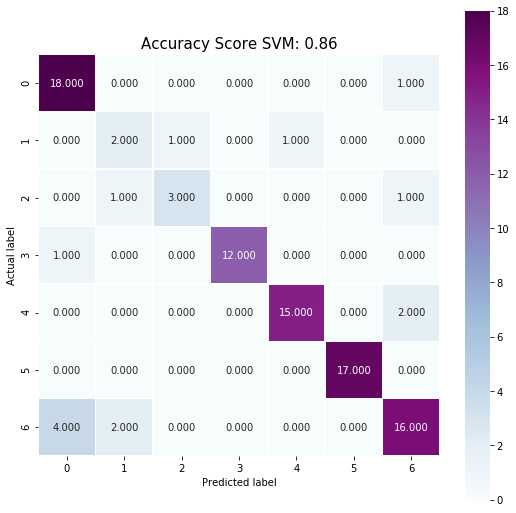 Accuracy Score SVM: 0.86
0 18.000 0.000 0.000 0.000 0.000 0.000 1.000
1 0.000 2.000 1.000 0.000 1.000 0.000 0.000
2 0.000 1.000 3.000 0.000 0.000 0.000 1.000
3 1.000 0.000 0.000 12.000 0.000 0.000 0.000
4 0.000 0.000 0.000 0.000 15.000 0.000 2.000
5 0.000 0.000 0.000 0.000 0.000 17.000 0.000
6 4.000 2.000 0.000 0.000 0.000 0.000 16.000
0 1 2 3 4 5 6
Actual label
Predicted label
18
16
14
12
10
8
6
4
2
0